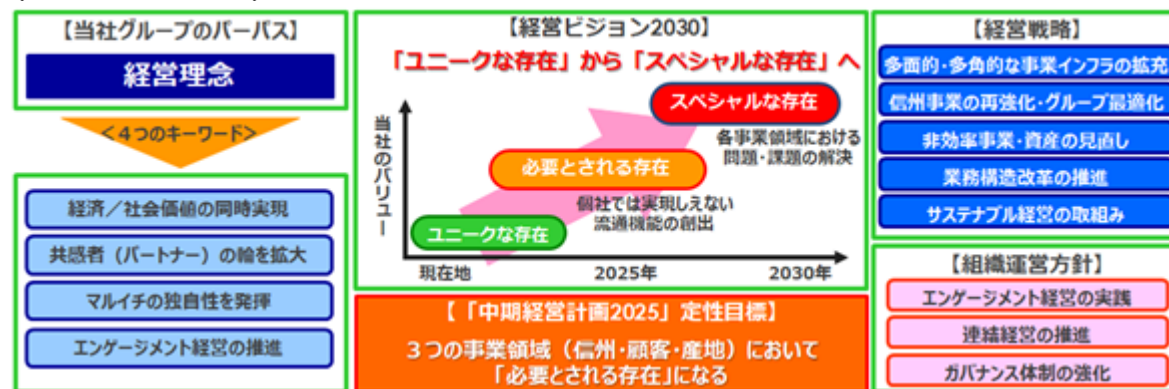 【当社グループのパーパス】
経営理念
<４つのキーワード>
経済／社会価値の同時実現
共感者（パートナー）の輪を拡大
マルイチの独自性を発揮
エンゲージメント経営の推進
【経営ビジョン2030】
「ユニークな存在」から「スペシャルな存在」へ
当社のバリュー
スペシャルな存在
各事業領域における
問題・課題の解決
必要とされる存在
個社では実現しえない
流通機能の創出
ユニークな存在
現在地 2025年 2030年
【「中期経営計画2025」定性目標】
３つの事業領域（信州・顧客・産地）において
「必要とされる存在」になる
【経営戦略】
多面的・多角的な事業インフラの拡充
信州事業の再強化・グループ最適化
非効率事業・資産の見直し
業務構造改革の推進
サステナブル経営の取組み
【組織運営方針】
エンゲージメント経営の実践
連結経営の推進
ガバナンス体制の強化